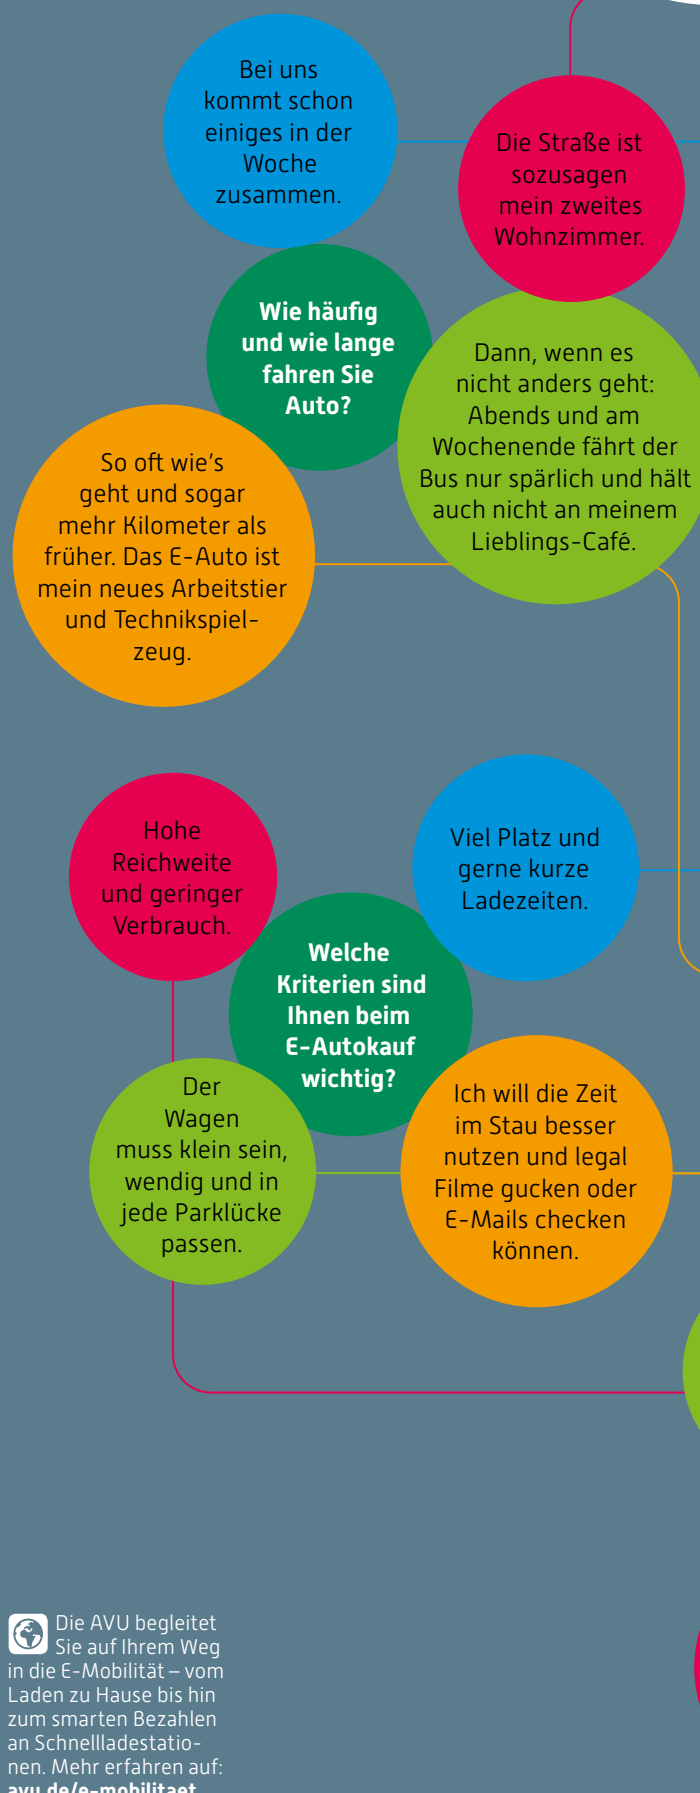 Bei uns
kommt schon
einiges in der
Woche
zusammen.
Die Straße ist
sozusagen
mein zweites
Wohnzimmer.
Wie häufig
und wie lange
fahren Sie
Auto?
Dann, wenn es
nicht anders geht:
Abends und am
Wochenende fährt der
Bus nur spärlich und hält
auch nicht an meinem
Lieblings-Café.
So oft wie's
geht und sogar
mehr Kilometer als
früher. Das E-Auto ist
mein neues Arbeitstier
und Technikspiel-
zeug.
Hohe
Reichweite
und geringer
Verbrauch.
Viel Platz und
gerne kurze
Ladezeiten.
Welche
Kriterien sind
Ihnen beim
E-Autokauf
wichtig?
Der
Wagen
muss klein sein,
wendig und in
jede Parklücke
passen.
Ich will die Zeit
im Stau besser
nutzen und legal
Filme gucken oder
E-Mails checken
können.
Die AVU begleitet
Sie auf Ihrem Weg
in die E-Mobilität – vom
Laden zu Hause bis hin
zum smarten Bezahlen
an Schnellladestatio-
nen. Mehr erfahren auf:
avu.de/e-mobilitaet